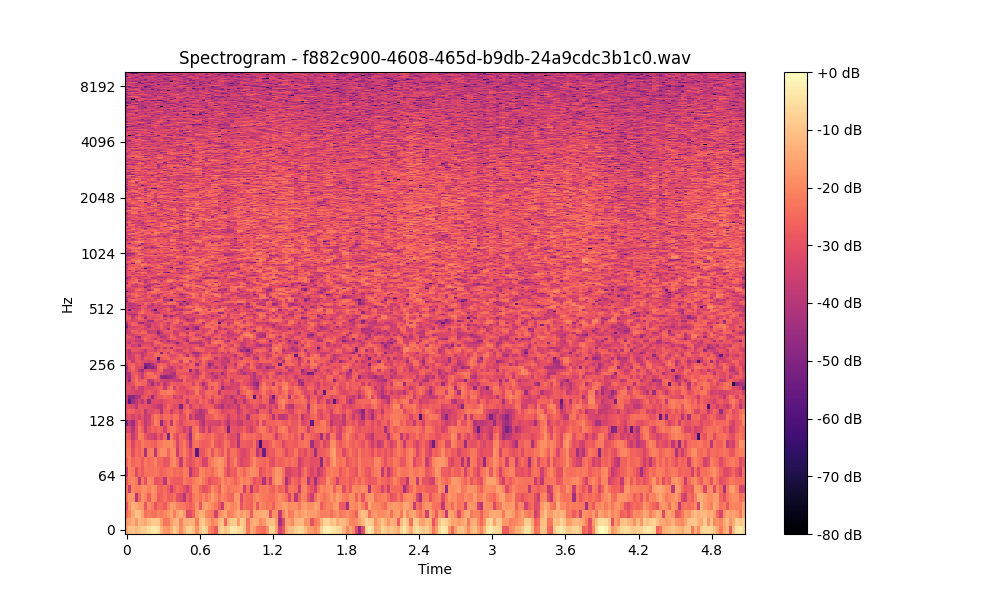 Spectrogram - f882c900-4608-465d-b9db-24a9cdc3b1c0.wav
8192
4096
2048
1024
512
256
128
64
0
Hz
0 0.6 1.2 1.8 2.4 3 3.6 4.2 4.8
Time
+0 dB
-10 dB
-20 dB
-30 dB
-40 dB
-50 dB
-60 dB
-70 dB
-80 dB